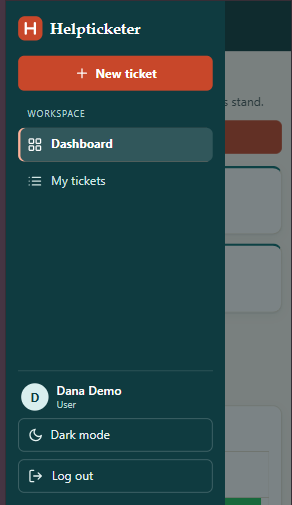 H Helpticketer
+ New ticket
s stand.
WORKSPACE
Dashboard
My tickets
D
Dana Demo
User
Dark mode
Log out